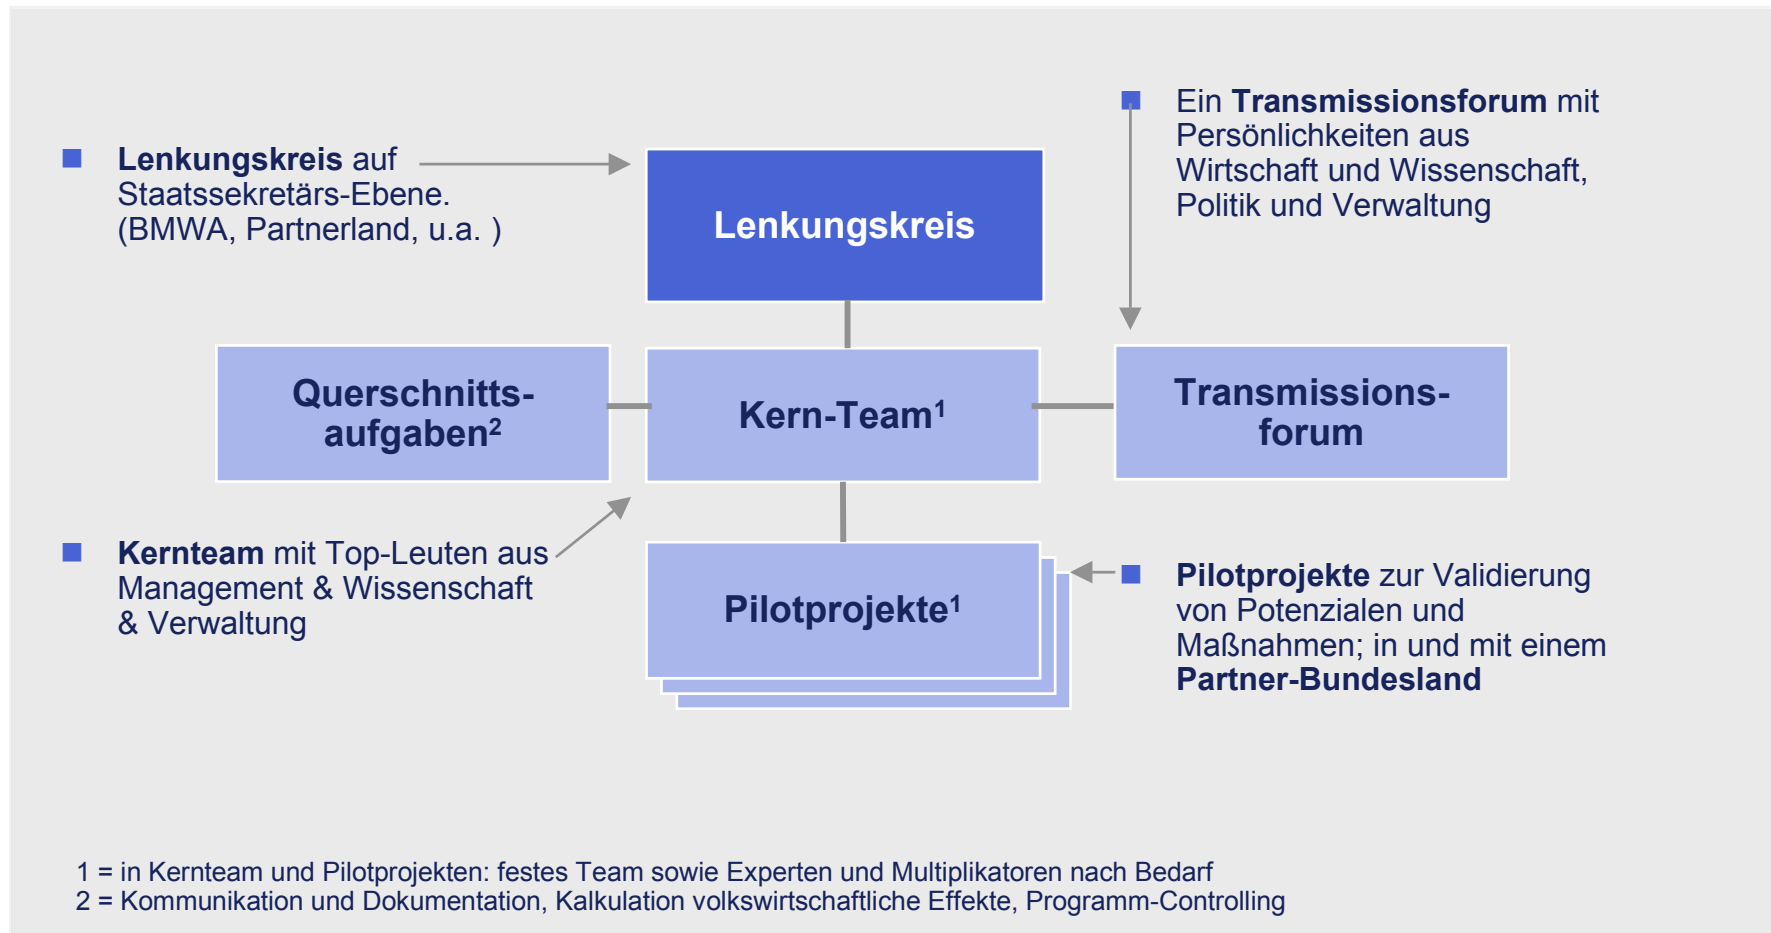 Lenkungskreis auf
Staatssekretärs-Ebene.
(BMWA, Partnerland, u.a. )
Lenkungskreis
Ein Transmissionsforum mit
Persönlichkeiten aus
Wirtschaft und Wissenschaft,
Politik und Verwaltung
Querschnitts-
aufgaben²
Kern-Team¹
Transmissions-
forum
Kernteam mit Top-Leuten aus
Management & Wissenschaft
& Verwaltung
Pilotprojekte¹
Pilotprojekte zur Validierung
von Potenzialen und
Maßnahmen; in und mit einem
Partner-Bundesland
1 = in Kernteam und Pilotprojekten: festes Team sowie Experten und Multiplikatoren nach Bedarf
2 = Kommunikation und Dokumentation, Kalkulation volkswirtschaftliche Effekte, Programm-Controlling